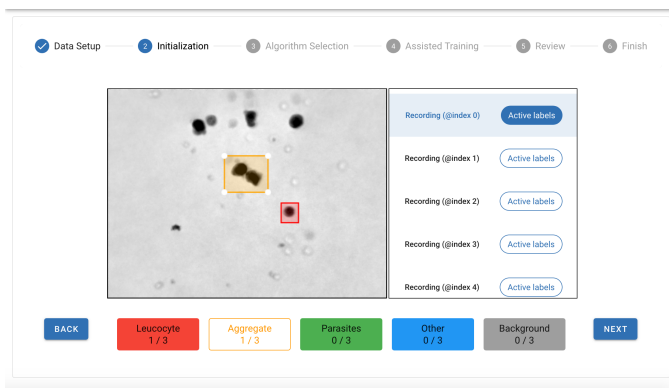 Data Setup
2 Initialization
3 Algorithm Selection
4 Assisted Training
5 Review
6 Finish
Recording (@index 0) Active labels
Recording (@index 1) Active labels
Recording (@index 2) Active labels
Recording (@index 3) Active labels
Recording (@index 4) Active labels
BACK
Leucocyte
1 / 3
Aggregate
1 / 3
Parasites
0 / 3
Other
0 / 3
Background
0 / 3
NEXT